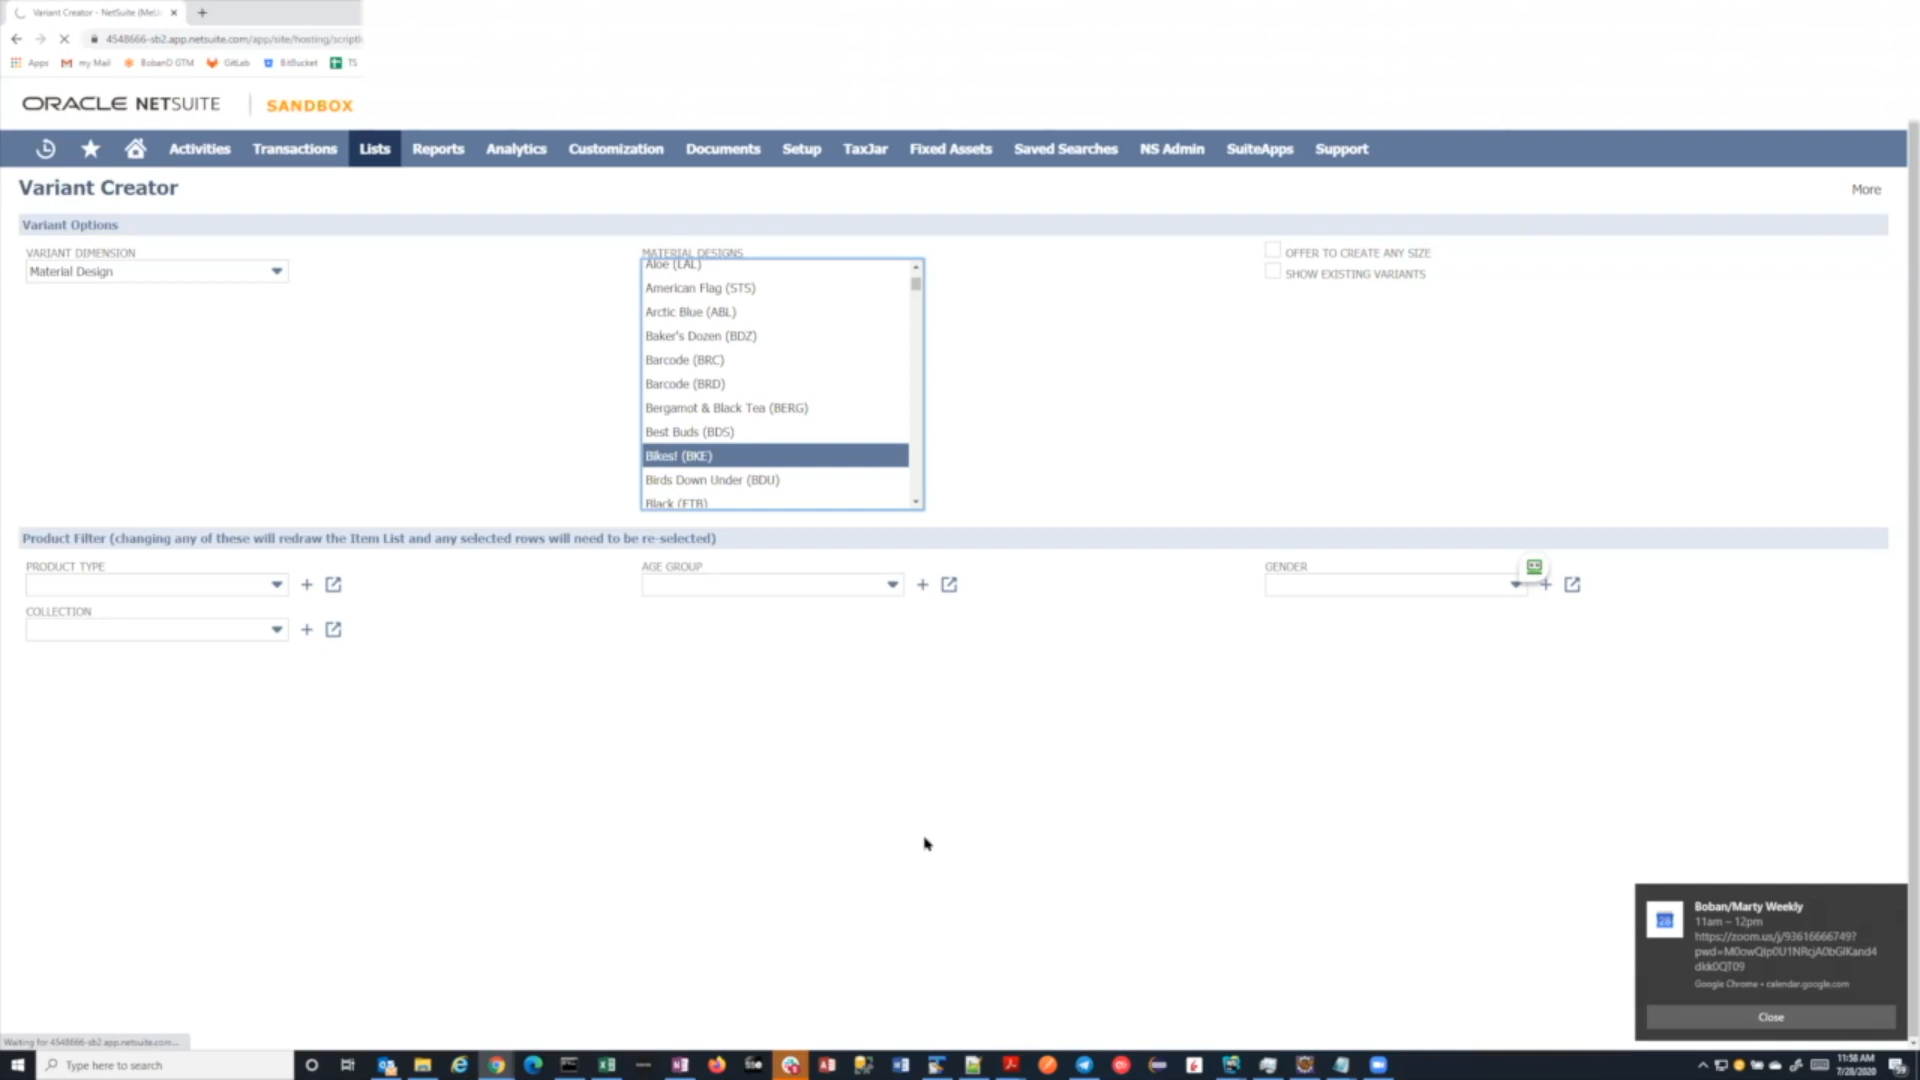 Variant Creator - NetSuite (MeU
4548666-sb2.app.netsuite.com/app/site/hosting/scriptl
Apps my Mail BobanD GTM GitLab BitBucket TS
ORACLE NETSUITE SANDBOX
Activities Transactions Lists Reports Analytics Customization Documents Setup TaxJar Fixed Assets Saved Searches NS Admin SuiteApps Support
Variant Creator More
Variant Options
VARIANT DIMENSION
Material Design
MATERIAL DESIGNS
Aloe (LAL)
American Flag (STS)
Arctic Blue (ABL)
Baker's Dozen (BDZ)
Barcode (BRC)
Barcode (BRD)
Bergamot & Black Tea (BERG)
Best Buds (BDS)
Bikes! (BKE)
Birds Down Under (BDU)
Black (FTB)
OFFER TO CREATE ANY SIZE
SHOW EXISTING VARIANTS
Product Filter (changing any of these will redraw the Item List and any selected rows will need to be re-selected)
PRODUCT TYPE
AGE GROUP
GENDER
COLLECTION
Boban/Marty Weekly
11am – 12pm
https://zoom.us/j/93616666749?
Google Chrome • calendar.google.com
Close
Waiting for 4548666-sb2.app.netsuite.com...
Type here to search
11:58 AM
7/28/2020